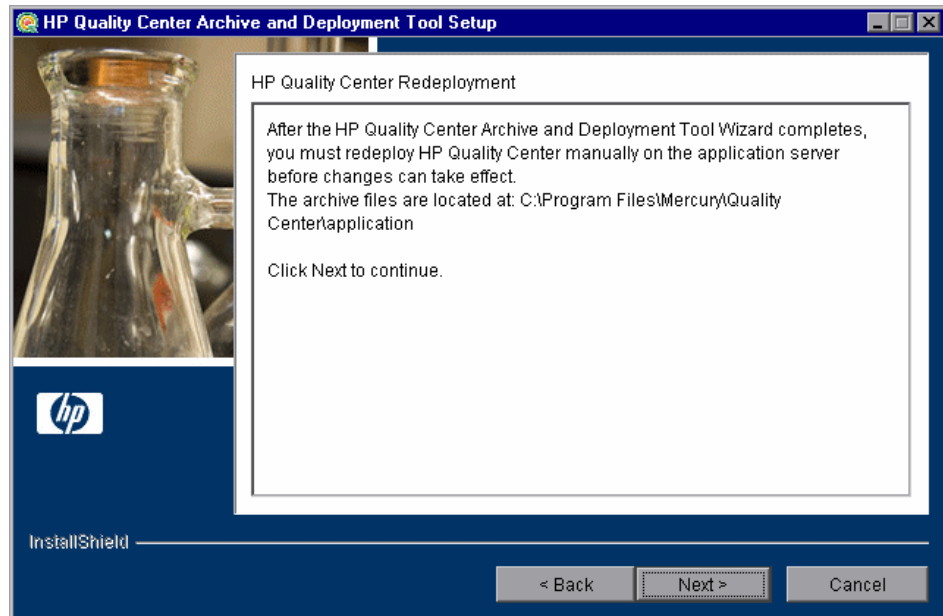 HP Quality Center Archive and Deployment Tool Setup
HP Quality Center Redeployment
After the HP Quality Center Archive and Deployment Tool Wizard completes,
you must redeploy HP Quality Center manually on the application server
before changes can take effect.
The archive files are located at: C:\Program Files\Mercury\Quality
Center\application
Click Next to continue.
hp
InstallShield
< Back
Next >
Cancel